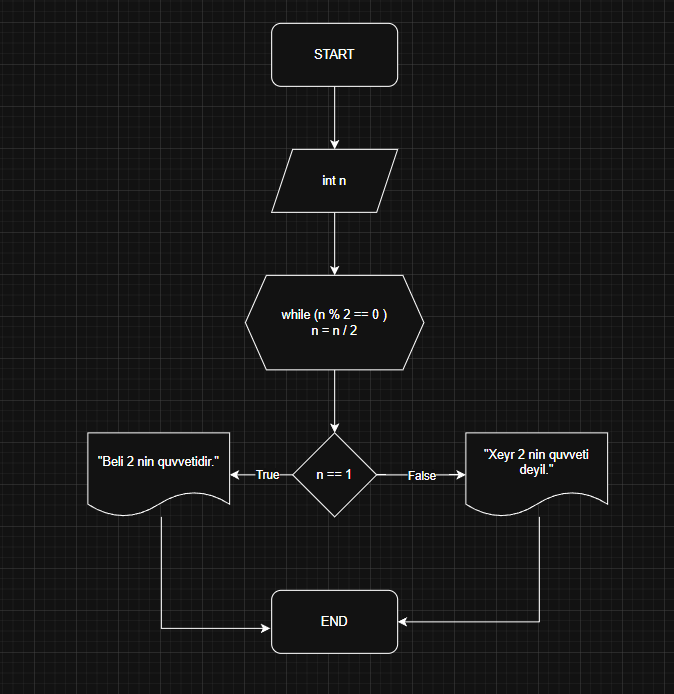 START
int n
while (n % 2 == 0 )
n = n / 2
"Beli 2 nin quvvetidir."
True
n == 1
False
"Xeyr 2 nin quvveti
deyil."
END